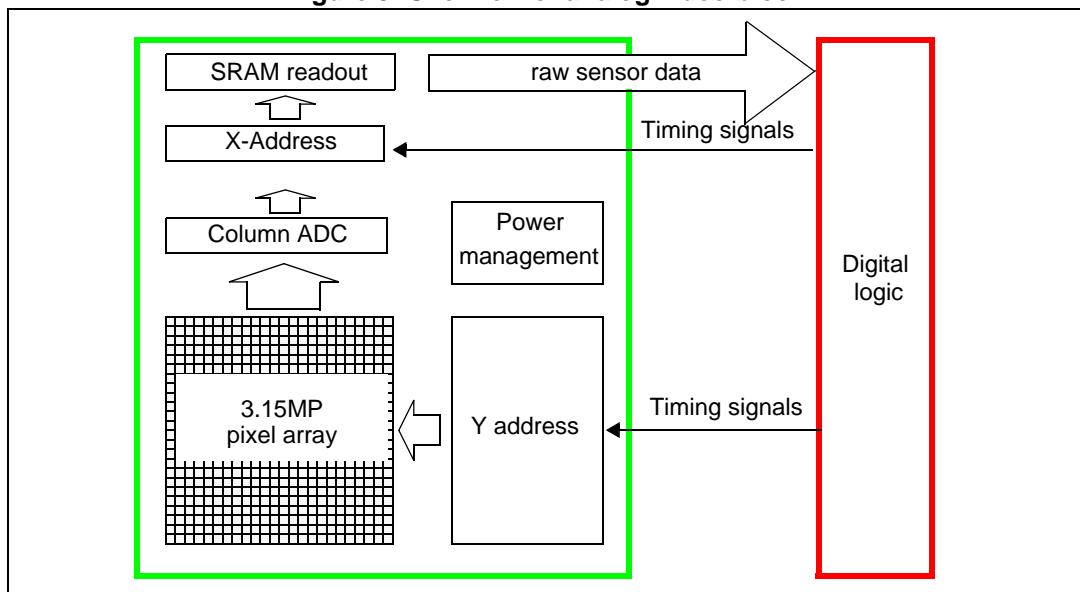 SRAM readout
raw sensor data
X-Address
Timing signals
Column ADC
Power
management
Digital
logic
3.15MP
pixel array
Y address
Timing signals